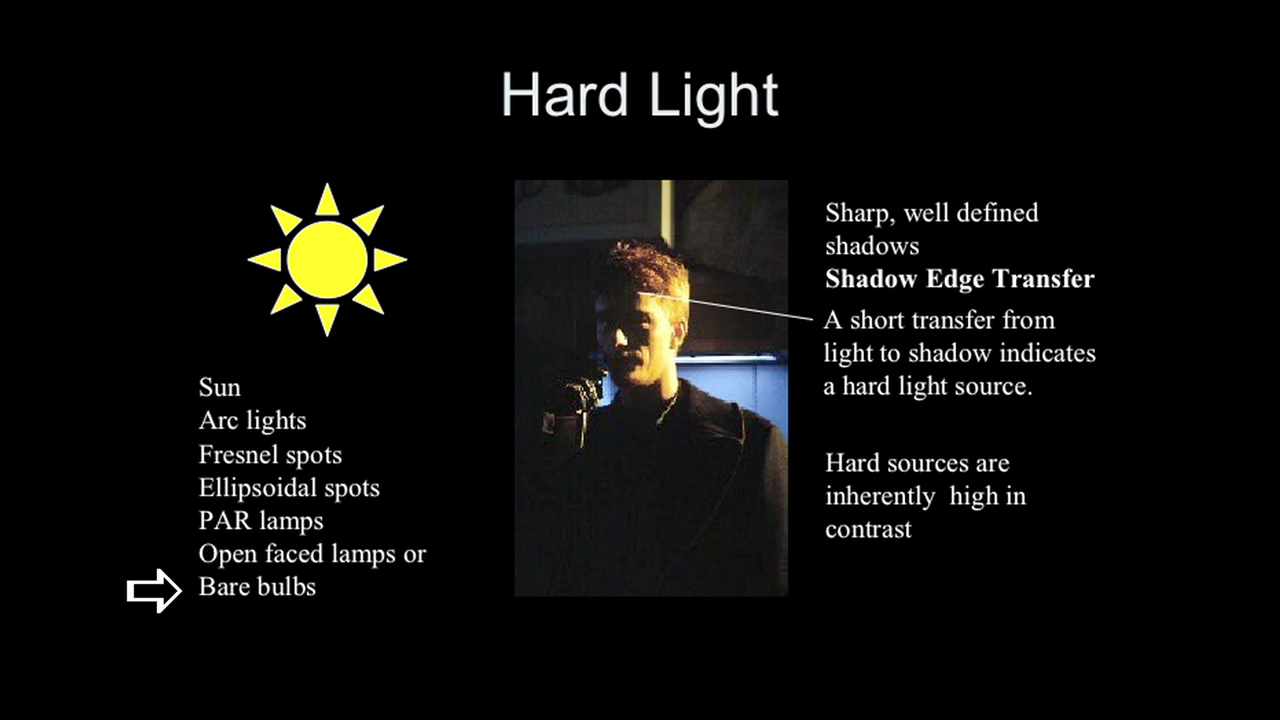 Hard Light
Sun
Arc lights
Fresnel spots
Ellipsoidal spots
PAR lamps
Open faced lamps or
Bare bulbs
Sharp, well defined
shadows
Shadow Edge Transfer
A short transfer from
light to shadow indicates
a hard light source.
Hard sources are
inherently  high in
contrast